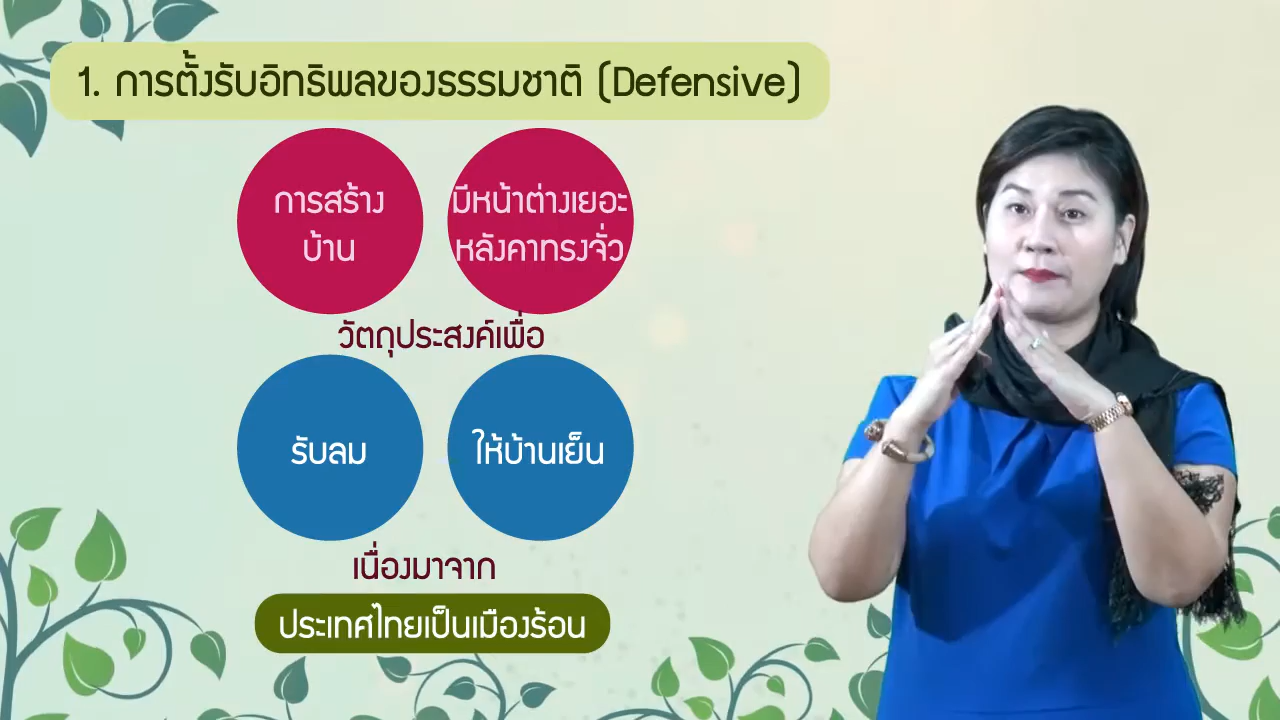 1. การตั้งรับอิทธิพลของธรรมชาติ (Defensive)
การสร้าง
บ้าน
มีหน้าต่างเยอะ
หลังคาทรงจั่ว
วัตถุประสงค์เพื่อ
รับลม
ให้บ้านเย็น
เนื่องมาจาก
ประเทศไทยเป็นเมืองร้อน